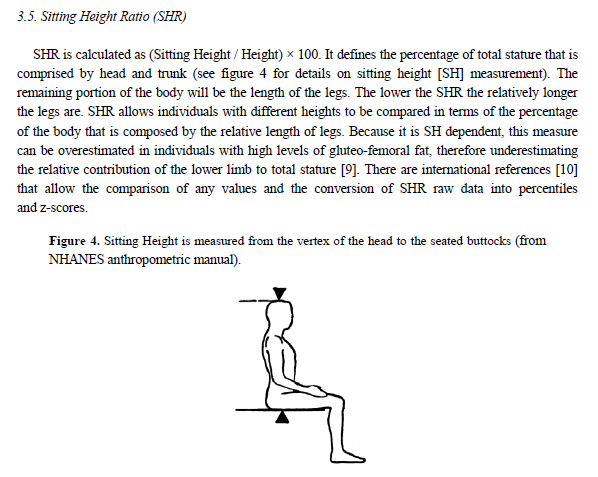 3.5. Sitting Height Ratio (SHR)
SHR is calculated as (Sitting Height / Height) × 100. It defines the percentage of total stature that is
comprised by head and trunk (see figure 4 for details on sitting height [SH] measurement). The
remaining portion of the body will be the length of the legs. The lower the SHR the relatively longer
the legs are. SHR allows individuals with different heights to be compared in terms of the percentage
of the body that is composed by the relative length of legs. Because it is SH dependent, this measure
can be overestimated in individuals with high levels of gluteo-femoral fat, therefore underestimating
the relative contribution of the lower limb to total stature [9]. There are international references [10]
that allow the comparison of any values and the conversion of SHR raw data into percentiles
and z-scores.
Figure 4. Sitting Height is measured from the vertex of the head to the seated buttocks (from
NHANES anthropometric manual).